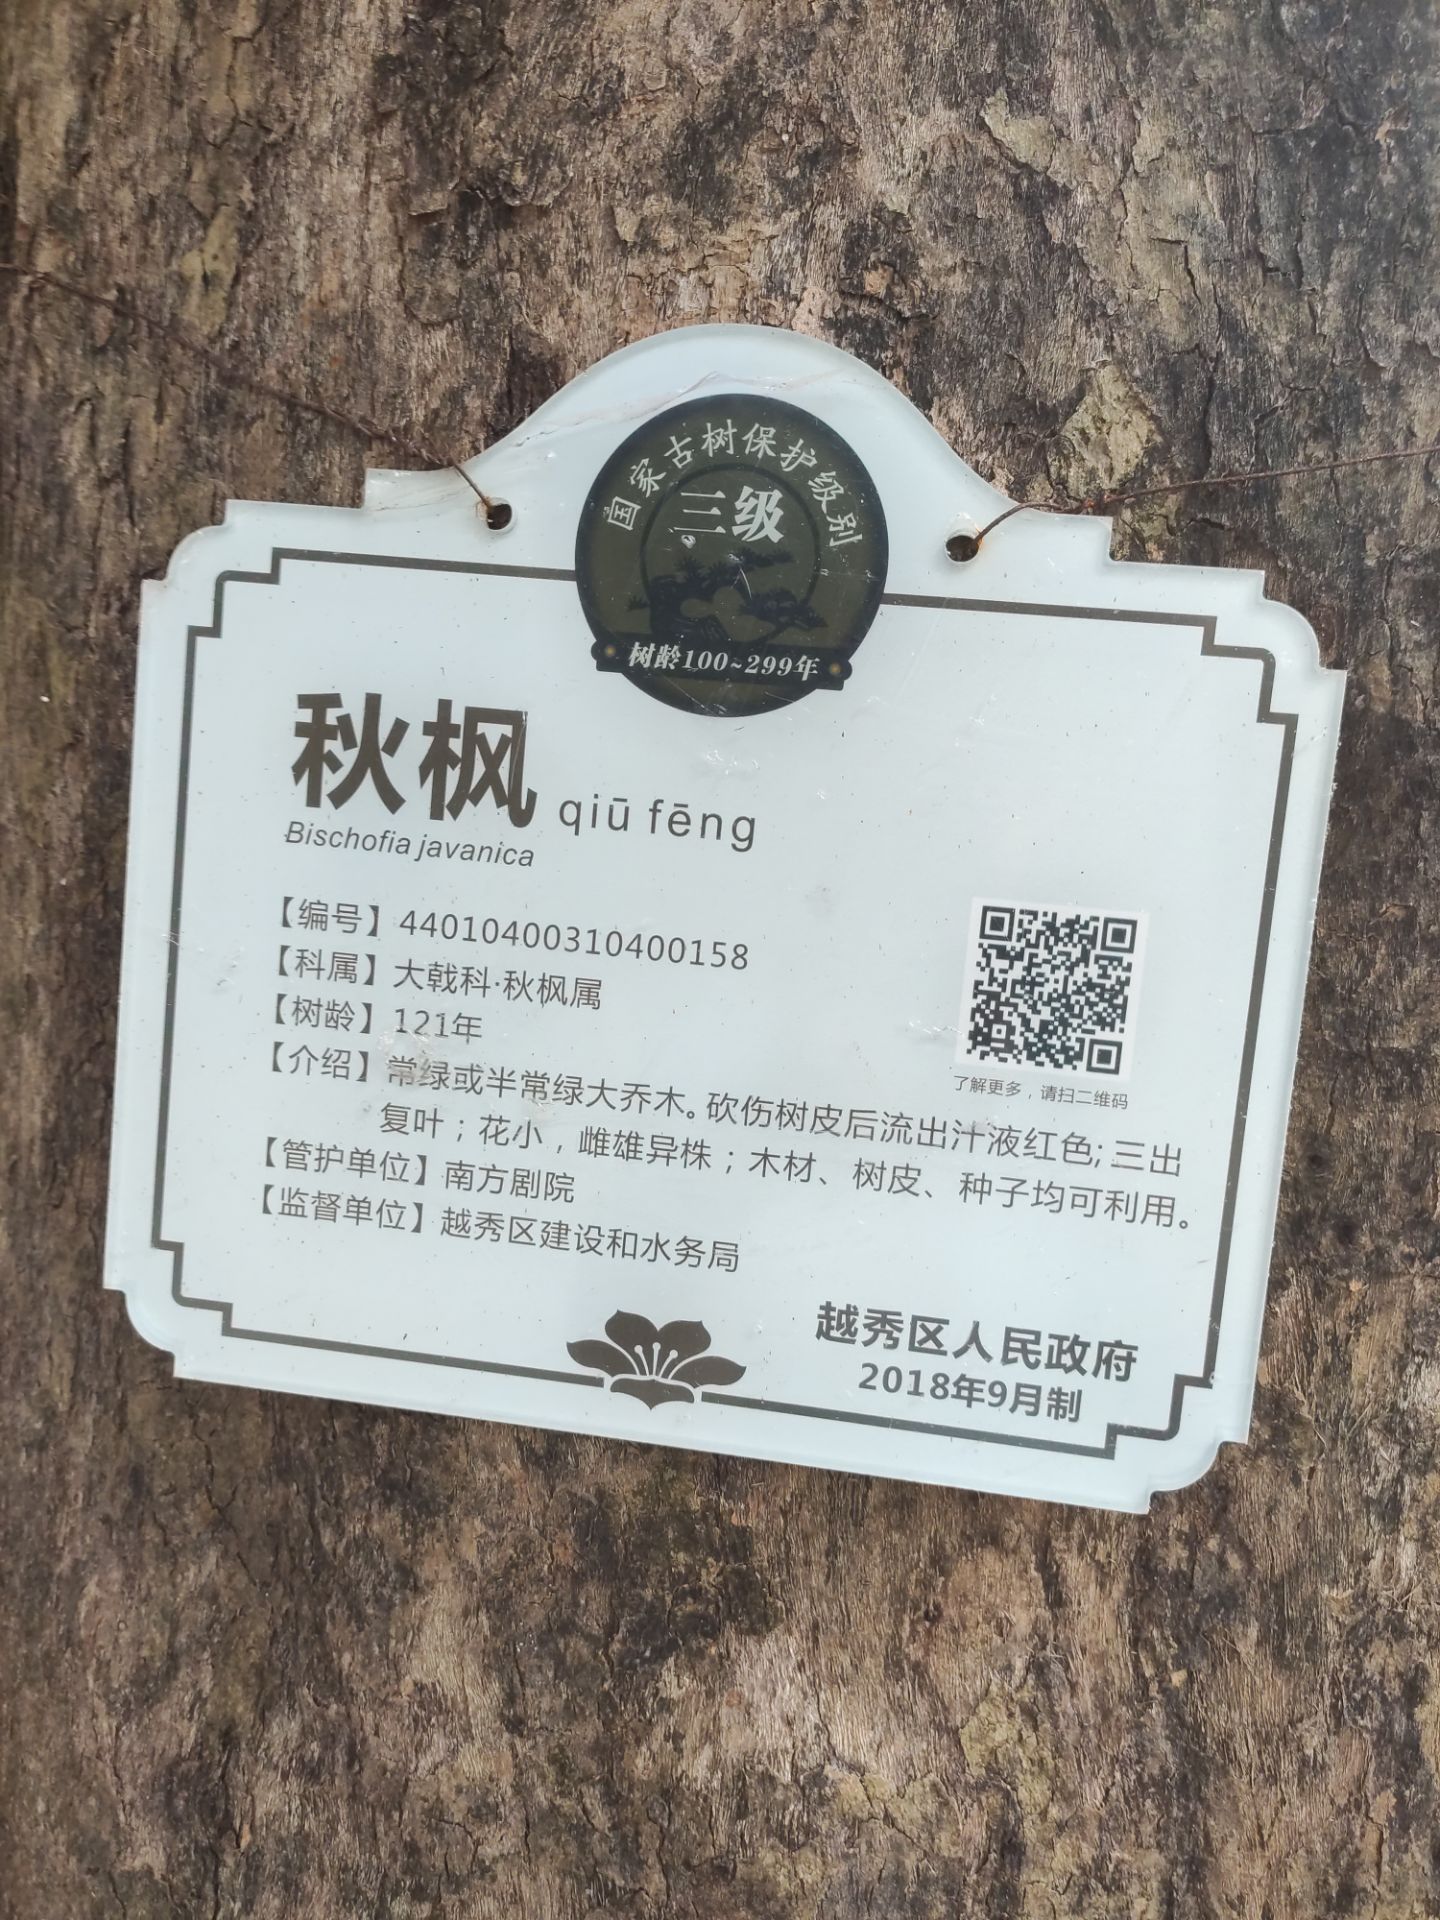 国家古树保护级别
三级
树龄100~299年
秋枫 qiū fēng
Bischofia javanica
【编号】44010400310400158
【科属】大戟科·秋枫属
【树龄】121年
【介绍】常绿或半常绿大乔木。砍伤树皮后流出汁液红色;三出
复叶；花小，雌雄异株；木材、树皮、种子均可利用。
【管护单位】南方剧院
【监督单位】越秀区建设和水务局
了解更多，请扫二维码
越秀区人民政府
2018年9月制